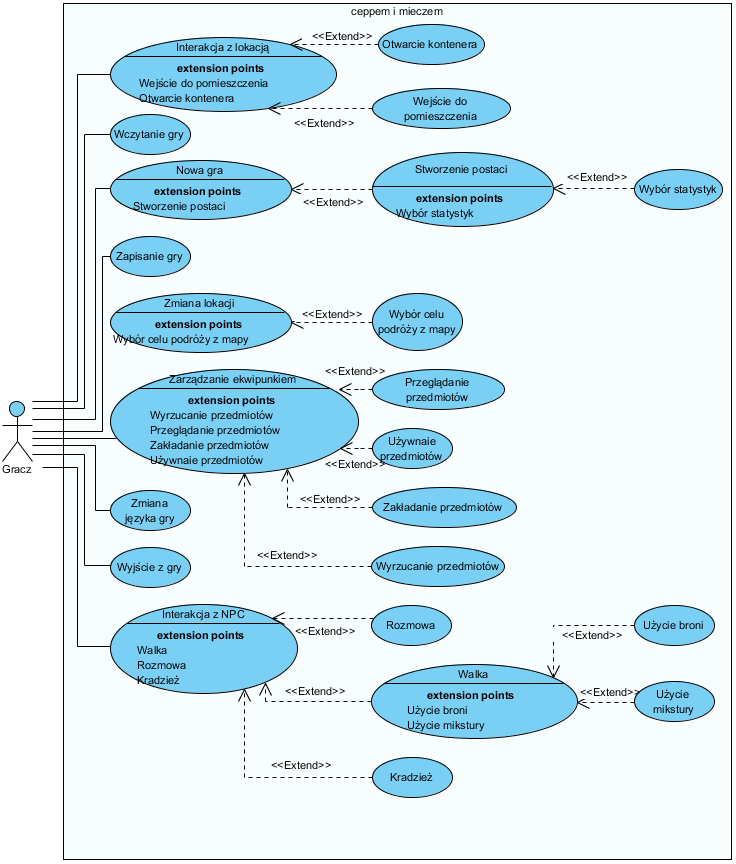 ceppem i mieczem
Interakcja z lokacją
extension points
Wejście do pomieszczenia
Otwarcie kontenera
<<Extend>>
Otwarcie kontenera
<<Extend>>
Wejście do
pomieszczenia
Wczytanie gry
Nowa gra
extension points
Stworzenie postaci
<<Extend>>
Stworzenie postaci
extension points
Wybór statystyk
<<Extend>>
Wybór statystyk
Zapisanie gry
Zmiana lokacji
extension points
Wybór celu podróży z mapy
<<Extend>>
Wybór celu
podróży z mapy
Zarządzanie ekwipunkiem
extension points
Wyrzucanie przedmiotów
Przeglądanie przedmiotów
Zakładanie przedmiotów
Używnaie przedmiotów
<<Extend>>
Przeglądanie
przedmiotów
<<Extend>>
Używnaie
przedmiotów
<<Extend>>
Zakładanie przedmiotów
<<Extend>>
Wyrzucanie przedmiotów
Gracz
Zmiana
języka gry
Wyjście z gry
Interakcja z NPC
extension points
Walka
Rozmowa
Kradzież
<<Extend>>
Rozmowa
<<Extend>>
Walka
extension points
Użycie broni
Użycie mikstury
<<Extend>>
Użycie broni
<<Extend>>
Użycie
mikstury
<<Extend>>
Kradzież